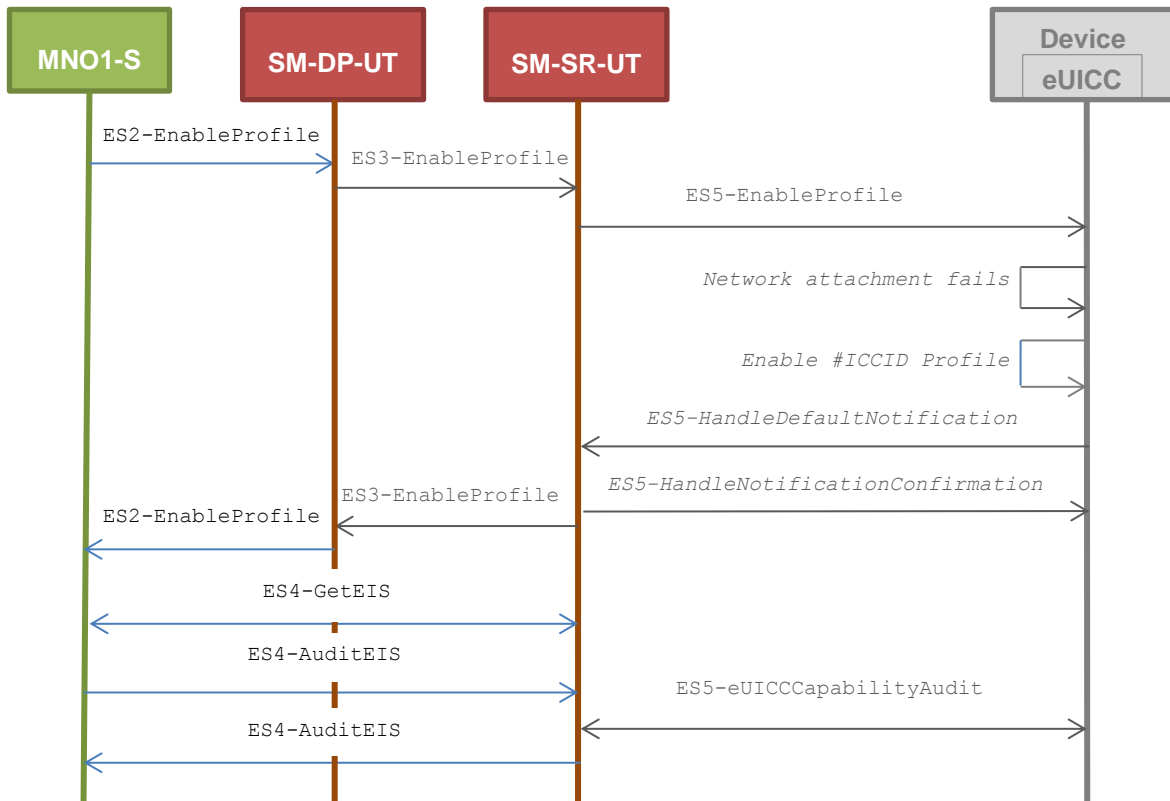 MNO1-S
SM-DP-UT
SM-SR-UT
Device
eUICC
ES2-EnableProfile
ES3-EnableProfile
ES5-EnableProfile
Network attachment fails
Enable #ICCID Profile
ES5-HandleDefaultNotification
ES5-HandleNotificationConfirmation
ES3-EnableProfile
ES2-EnableProfile
ES4-GetEIS
ES4-AuditEIS
ES5-eUICCCapabilityAudit
ES4-AuditEIS